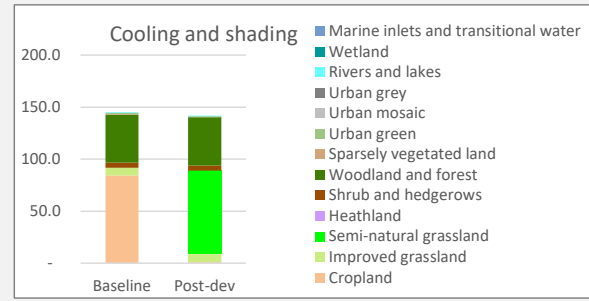 Cooling and shading
200.0
150.0
100.0
50.0
-
Baseline Post-dev
Marine inlets and transitional water
Wetland
Rivers and lakes
Urban grey
Urban mosaic
Urban green
Sparsely vegetated land
Woodland and forest
Shrub and hedgerows
Heathland
Semi-natural grassland
Improved grassland
Cropland